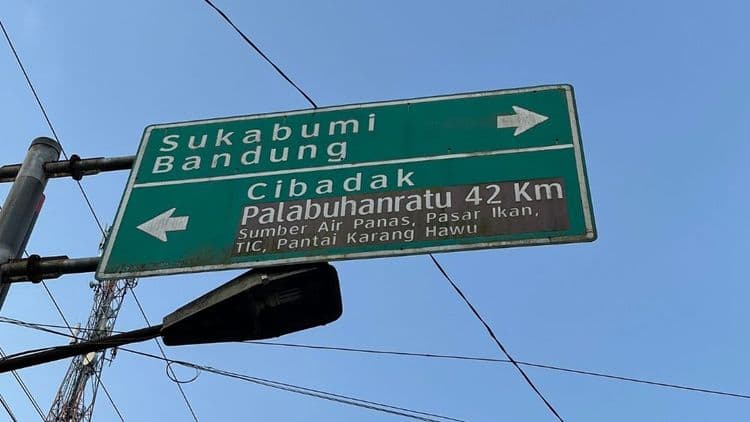 Sukabumi
Bandung
Cibadak
Palabuhanratu 42 Km
Sumber Air Panas, Pasar Ikan,
TIC, Pantai Karang Hawu